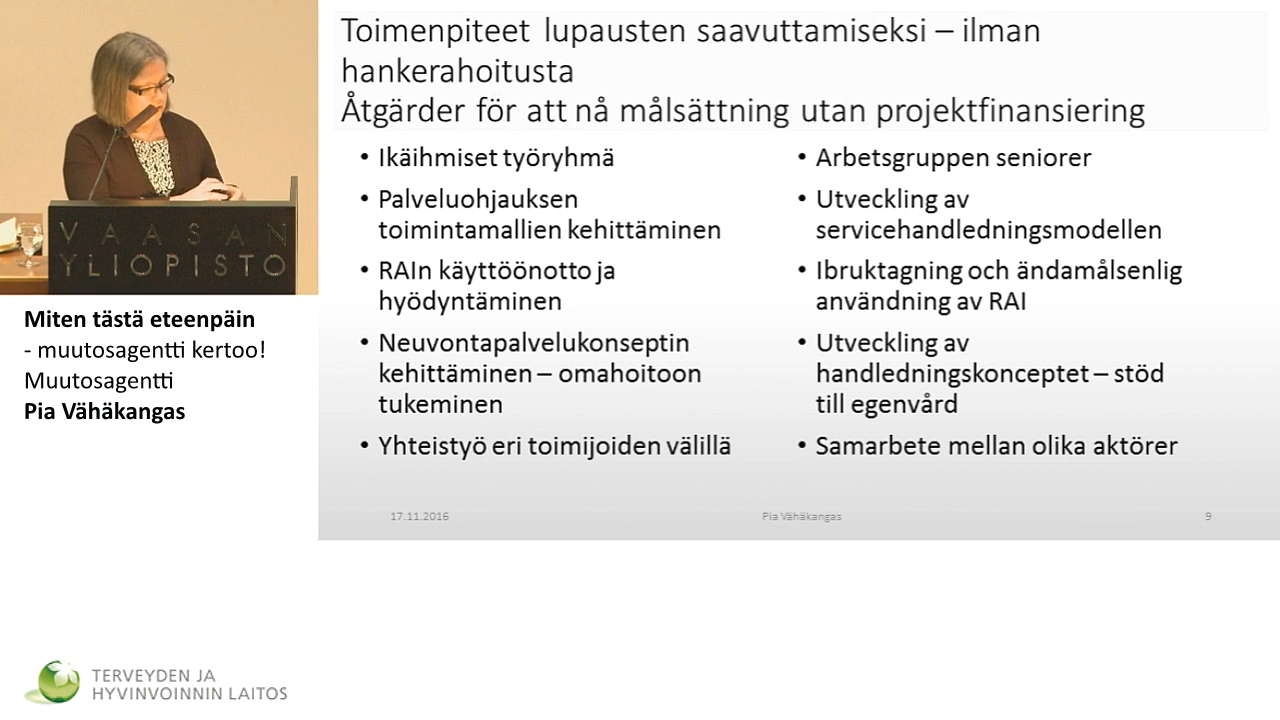 Toimenpiteet lupausten saavuttamiseksi – ilman
hankerahoitusta
Åtgärder för att nå målsättning utan projektfinansiering
• Ikäihmiset työryhmä
• Palveluohjauksen
toimintamallien kehittäminen
• RAIn käyttöönotto ja
hyödyntäminen
• Neuvontapalvelukonseptin
kehittäminen – omahoitoon
tukeminen
• Yhteistyö eri toimijoiden välillä
• Arbetsgruppen seniorer
• Utveckling av
servicehandledningsmodellen
• Ibruktagning och ändamålsenlig
användning av RAI
• Utveckling av
handledningskonceptet – stöd
till egenvård
• Samarbete mellan olika aktörer
17.11.2016
Pia Vähäkangas
9
VAASAN
YLIOPISTO
Miten tästä eteenpäin
- muutosagentti kertoo!
Muutosagentti
Pia Vähäkangas
TERVEYDEN JA
HYVINVOINNIN LAITOS